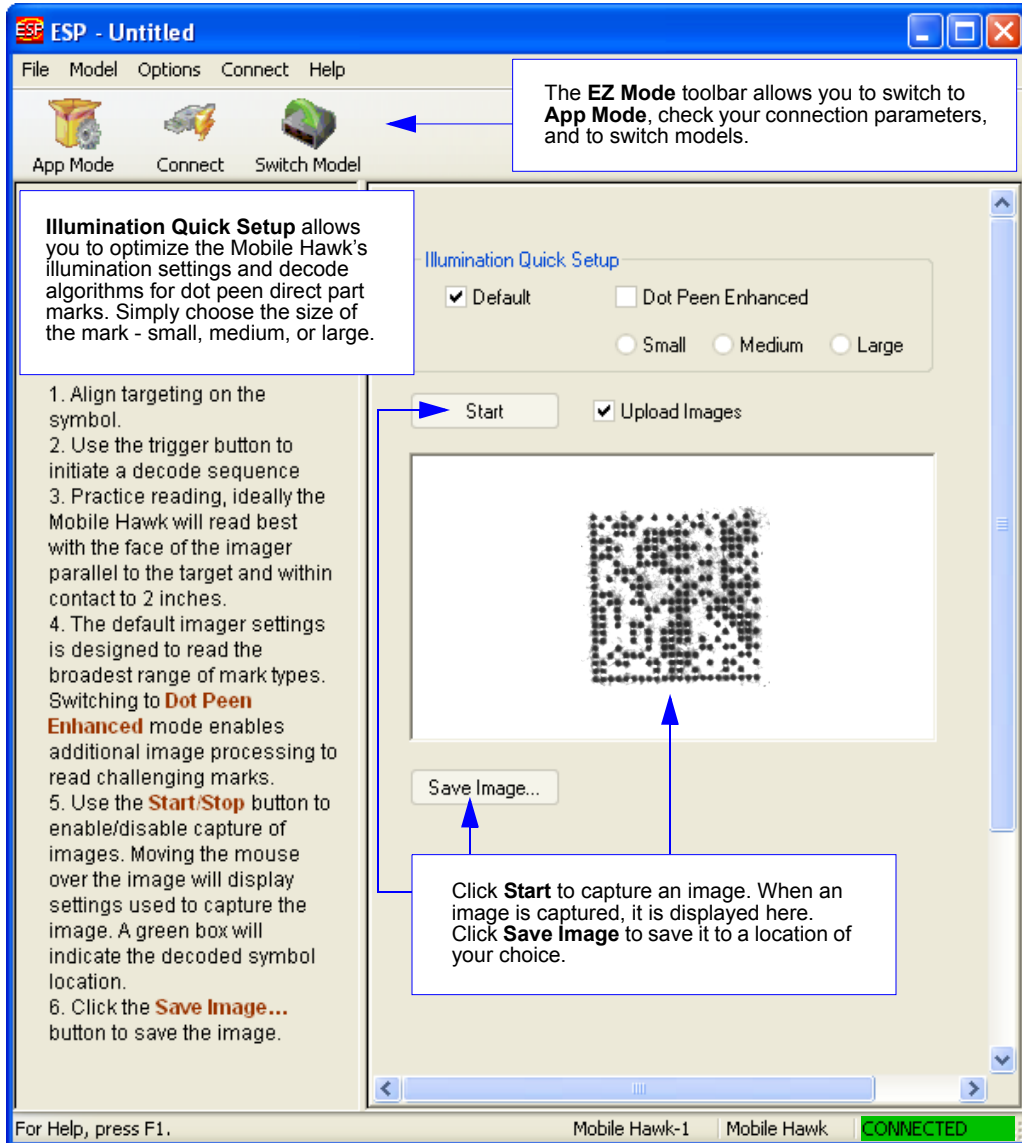 ESP - Untitled
File Model Options Connect Help
App Mode Connect Switch Model
The EZ Mode toolbar allows you to switch to
App Mode, check your connection parameters,
and to switch models.
Illumination Quick Setup allows
you to optimize the Mobile Hawk's
illumination settings and decode
algorithms for dot peen direct part
marks. Simply choose the size of
the mark - small, medium, or large.
1. Align targeting on the
symbol.
2. Use the trigger button to
initiate a decode sequence
3. Practice reading, ideally the
Mobile Hawk will read best
with the face of the imager
parallel to the target and within
contact to 2 inches.
4. The default imager settings
is designed to read the
broadest range of mark types.
Switching to Dot Peen
Enhanced mode enables
additional image processing to
read challenging marks.
5. Use the Start/Stop button to
enable/disable capture of
images. Moving the mouse
over the image will display
settings used to capture the
image. A green box will
indicate the decoded symbol
location.
6. Click the Save Image...
button to save the image.
Illumination Quick Setup
Default Dot Peen Enhanced
Small Medium Large
Start Upload Images
Save Image...
Click Start to capture an image. When an
image is captured, it is displayed here.
Click Save Image to save it to a location of
your choice.
For Help, press F1. Mobile Hawk-1 Mobile Hawk CONNECTED